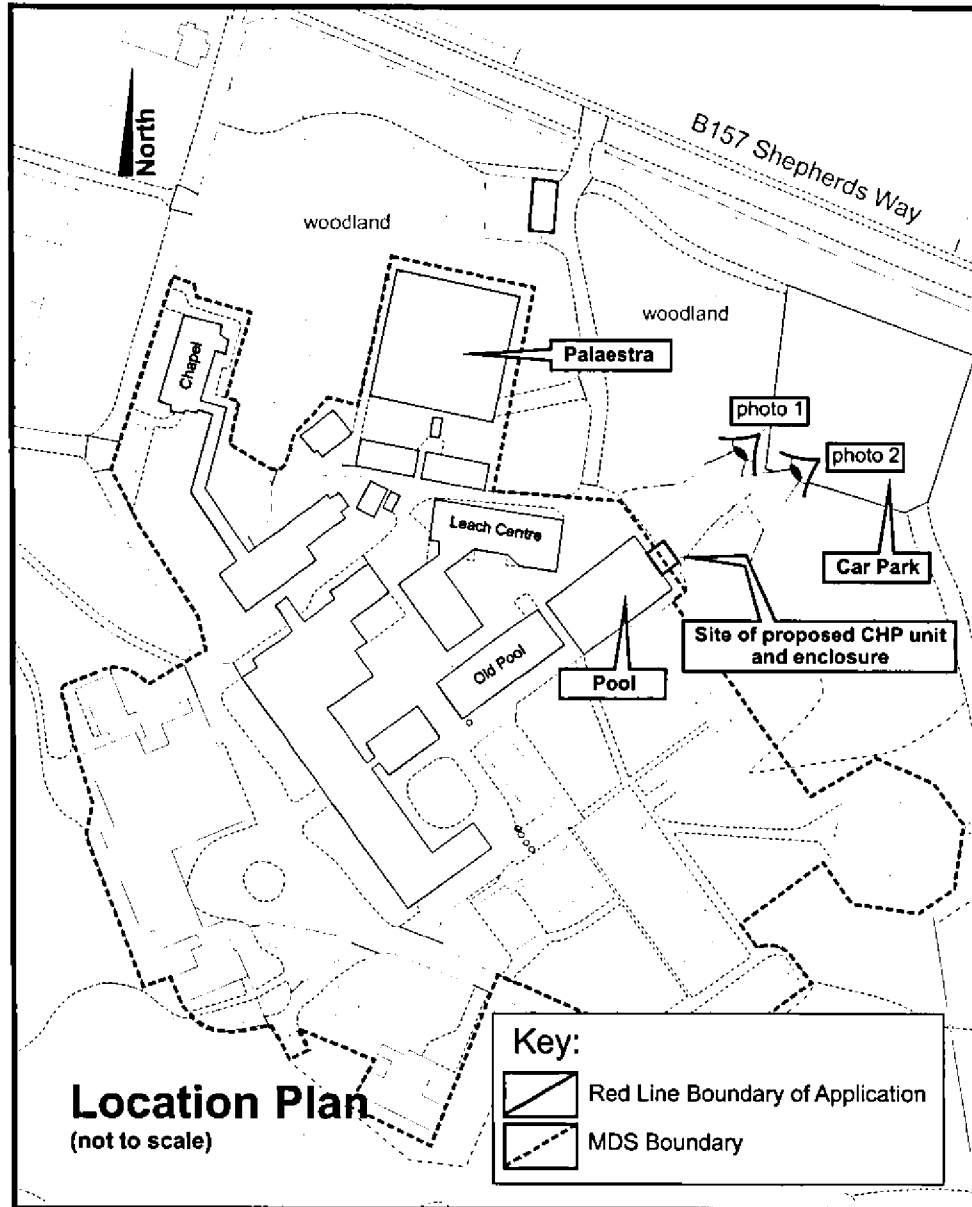 North
B157 Shepherds Way
woodland
woodland
Palaestra
Chapel
photo 1
photo 2
Leach Centre
Car Park
Site of proposed CHP unit
and enclosure
Old Pool
Pool
Key:
Red Line Boundary of Application
MDS Boundary
Location Plan
(not to scale)